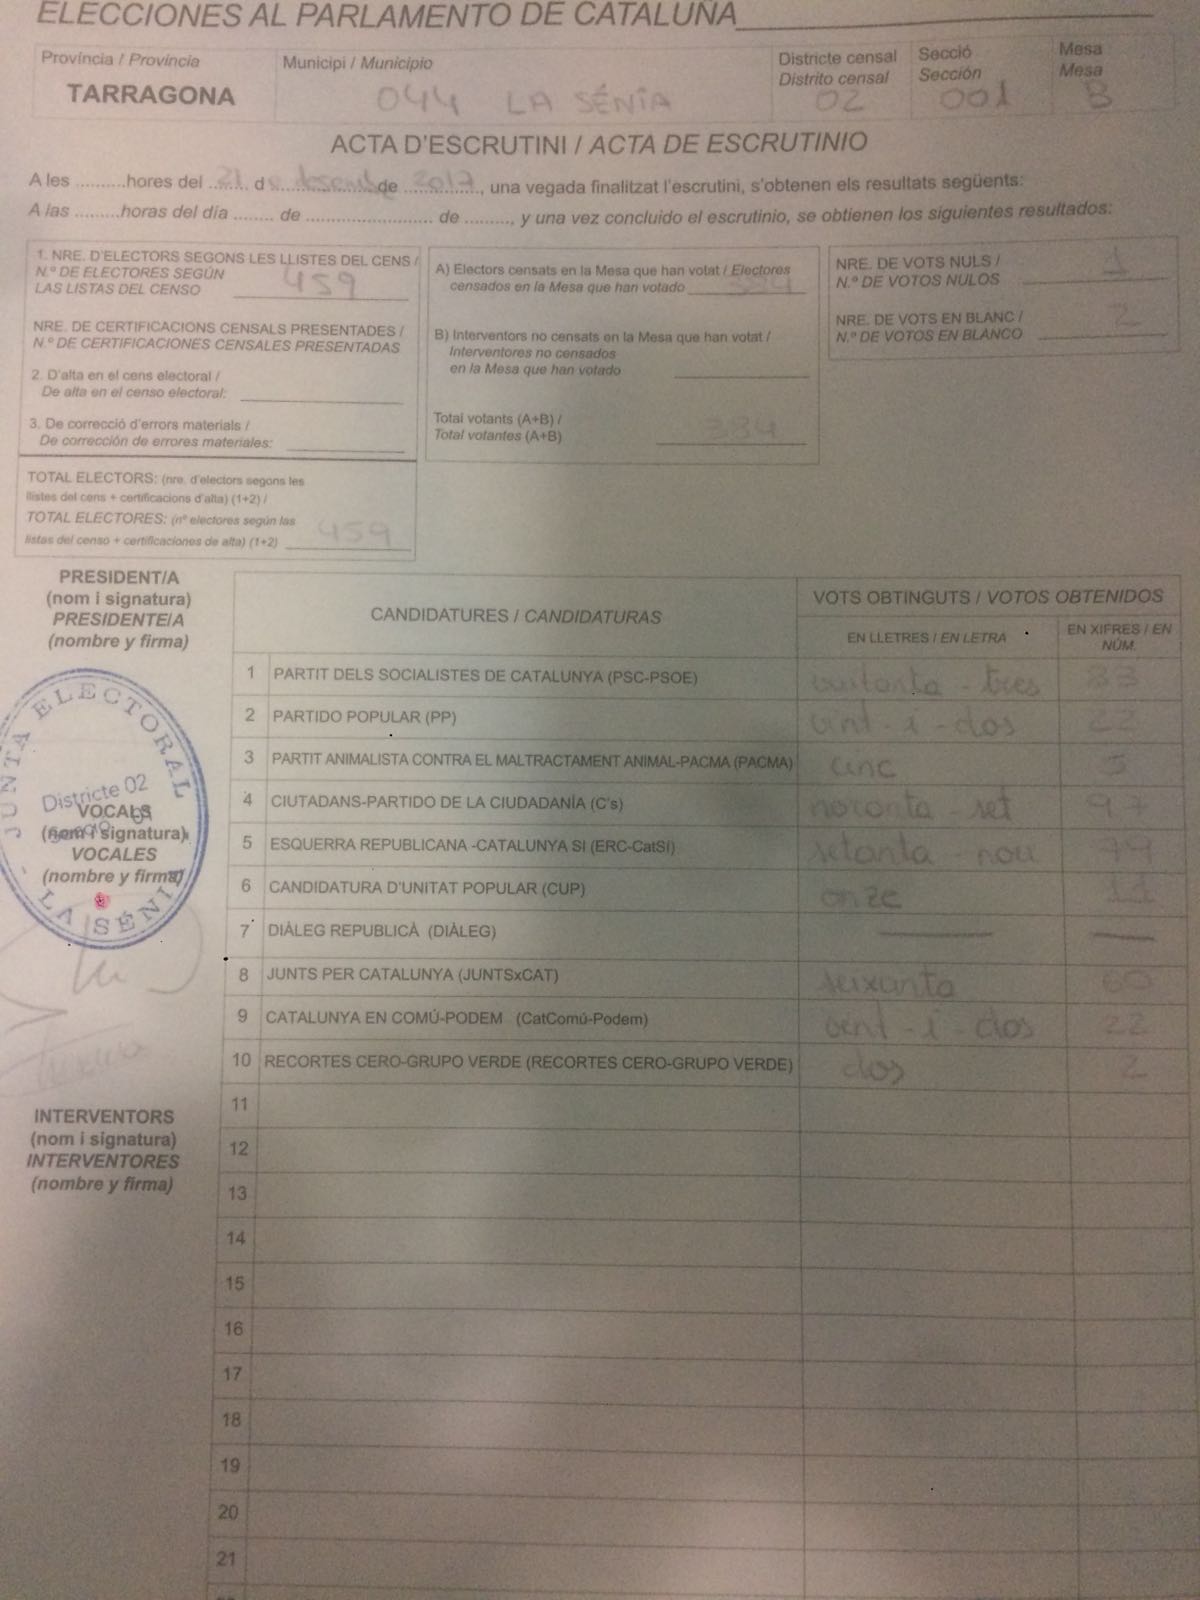 ELECCIONES AL PARLAMENTO DE CATALUÑA
Província / Provincia
TARRAGONA
Municipi / Municipio
044 LA SÉNIA
Districte censal
Distrito censal
02
Secció
Sección
001
Mesa
Mesa
B
ACTA D'ESCRUTINI / ACTA DE ESCRUTINIO
A les .........hores del 21 de desembre de 2017, una vegada finalitzat l'escrutini, s'obtenen els resultats següents:
A las .........horas del día ........ de ......................... de ........., y una vez concluido el escrutinio, se obtienen los siguientes resultados:
1. NRE. D'ELECTORS SEGONS LES LLISTES DEL CENS /
N.º DE ELECTORES SEGÚN
LAS LISTAS DEL CENSO 459
NRE. DE CERTIFICACIONS CENSALS PRESENTADES /
N.º DE CERTIFICACIONES CENSALES PRESENTADAS
2. D'alta en el cens electoral /
De alta en el censo electoral:
3. De correcció d'errors materials /
De corrección de errores materiales:
TOTAL ELECTORS: (nre. d'electors segons les
llistes del cens + certificacions d'alta) (1+2) /
TOTAL ELECTORES: (nº electores según las
listas del censo + certificaciones de alta) (1+2) 459
A) Electors censats en la Mesa que han votat / Electores
censados en la Mesa que han votado 384
B) Interventors no censats en la Mesa que han votat /
Interventores no censados
en la Mesa que han votado
Total votants (A+B) /
Total votantes (A+B) 384
NRE. DE VOTS NULS /
N.º DE VOTOS NULOS 1
NRE. DE VOTS EN BLANC /
N.º DE VOTOS EN BLANCO 2
PRESIDENT/A
(nom i signatura)
PRESIDENTE/A
(nombre y firma)
JUNTA ELECTORAL
Districte 02
VOCALS
(nom i signatura)
VOCALES
(nombre y firma)
- LA SÉNIA
INTERVENTORS
(nom i signatura)
INTERVENTORES
(nombre y firma)
CANDIDATURES / CANDIDATURAS
VOTS OBTINGUTS / VOTOS OBTENIDOS
EN LLETRES / EN LETRA
EN XIFRES / EN NÚM.
1 PARTIT DELS SOCIALISTES DE CATALUNYA (PSC-PSOE) vuitanta - tres 83
2 PARTIDO POPULAR (PP) vint - i - dos 22
3 PARTIT ANIMALISTA CONTRA EL MALTRACTAMENT ANIMAL-PACMA (PACMA) cinc 5
4 CIUTADANS-PARTIDO DE LA CIUDADANÍA (C's) noranta - set 97
5 ESQUERRA REPUBLICANA -CATALUNYA SI (ERC-CatSí) setanta - nou 79
6 CANDIDATURA D'UNITAT POPULAR (CUP) onze 11
7 DIÀLEG REPUBLICÀ (DIÀLEG) — —
8 JUNTS PER CATALUNYA (JUNTSxCAT) seixanta 60
9 CATALUNYA EN COMÚ-PODEM (CatComú-Podem) vent - i - dos 22
10 RECORTES CERO-GRUPO VERDE (RECORTES CERO-GRUPO VERDE) dos 2
11
12
13
14
15
16
17
18
19
20
21